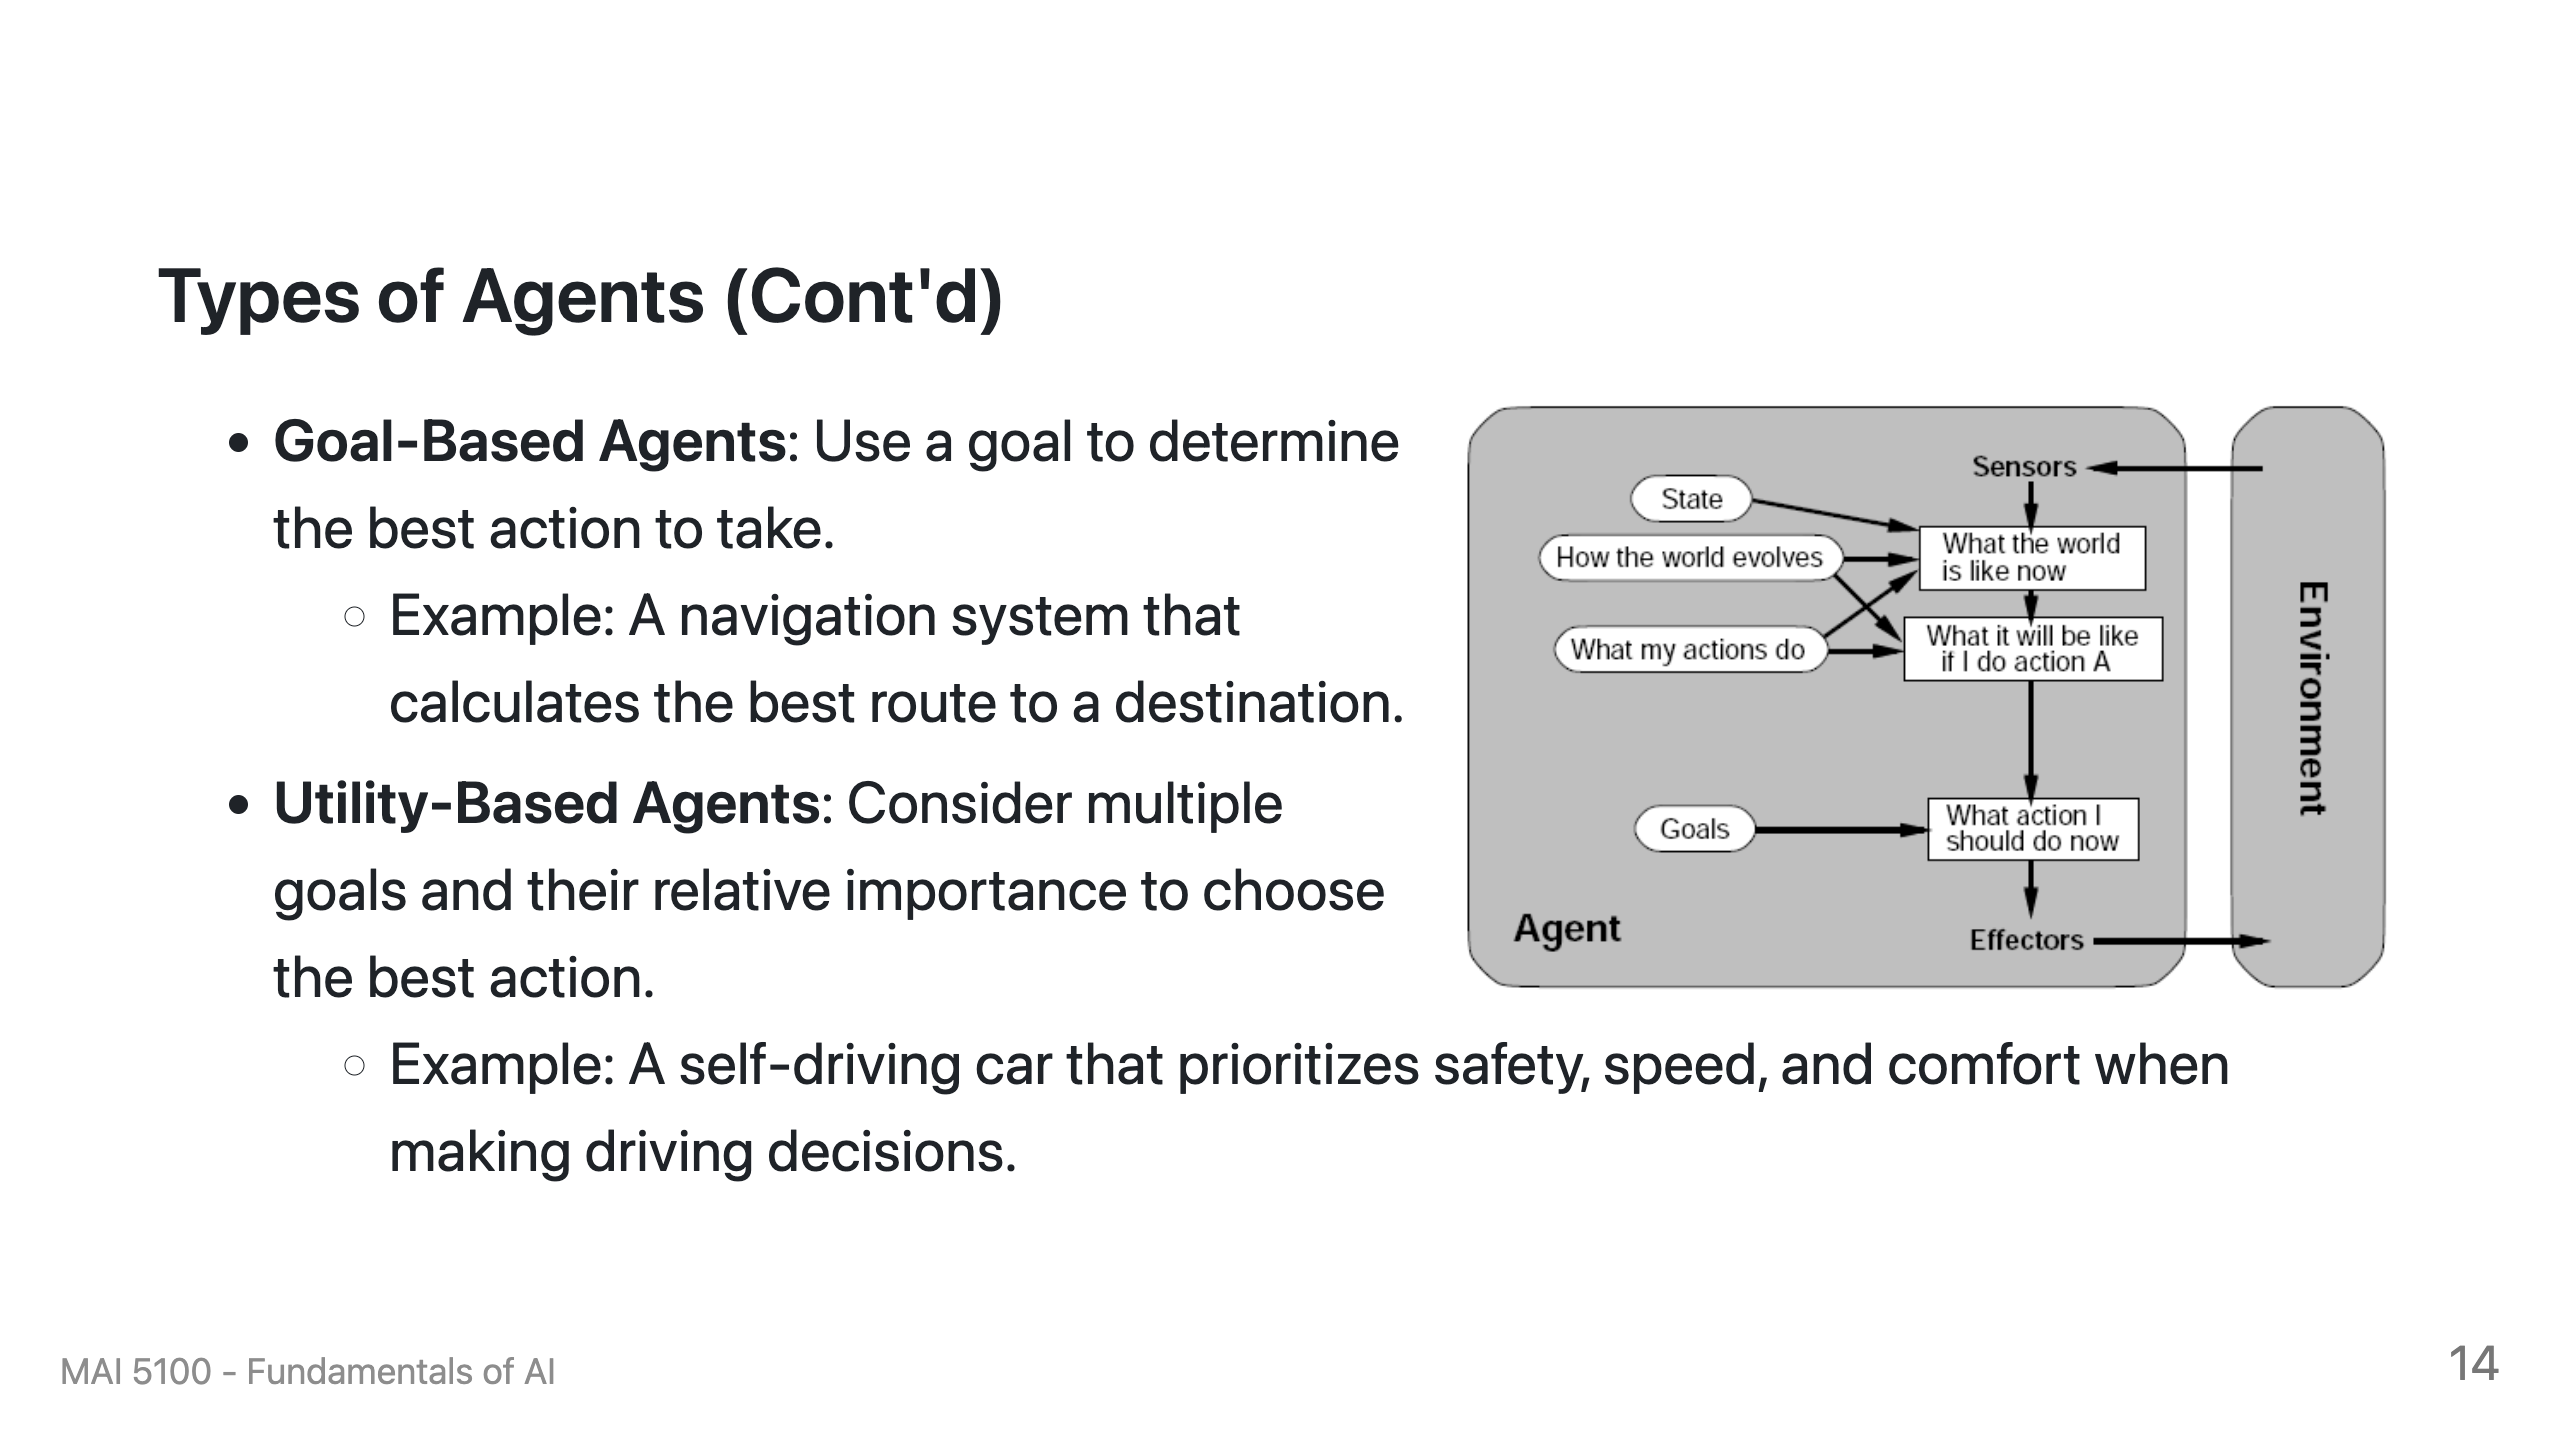 Types of Agents (Cont'd)
• Goal-Based Agents: Use a goal to determine
the best action to take.
○ Example: A navigation system that
calculates the best route to a destination.
• Utility-Based Agents: Consider multiple
goals and their relative importance to choose
the best action.
○ Example: A self-driving car that prioritizes safety, speed, and comfort when
making driving decisions.
Sensors
State
What the world
is like now
How the world evolves
What it will be like
if I do action A
What my actions do
Goals
What action I
should do now
Agent
Effectors
Environment
MAI 5100 - Fundamentals of AI
14